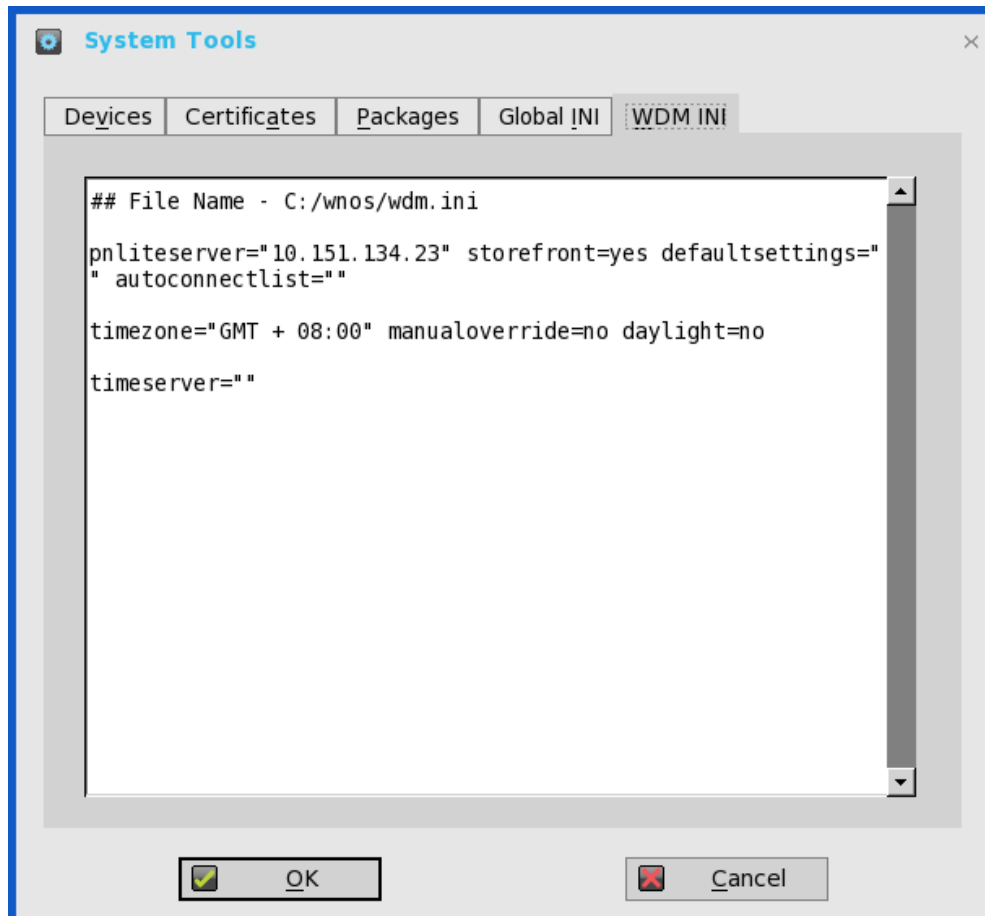 System Tools
Devices
Certificates
Packages
Global INI
WDM INI
## File Name - C:/wnos/wdm.ini
pnliteserver="10.151.134.23" storefront=yes defaultsettings="
" autoconnectlist=""
timezone="GMT + 08:00" manualoverride=no daylight=no
timeserver=""
OK
Cancel